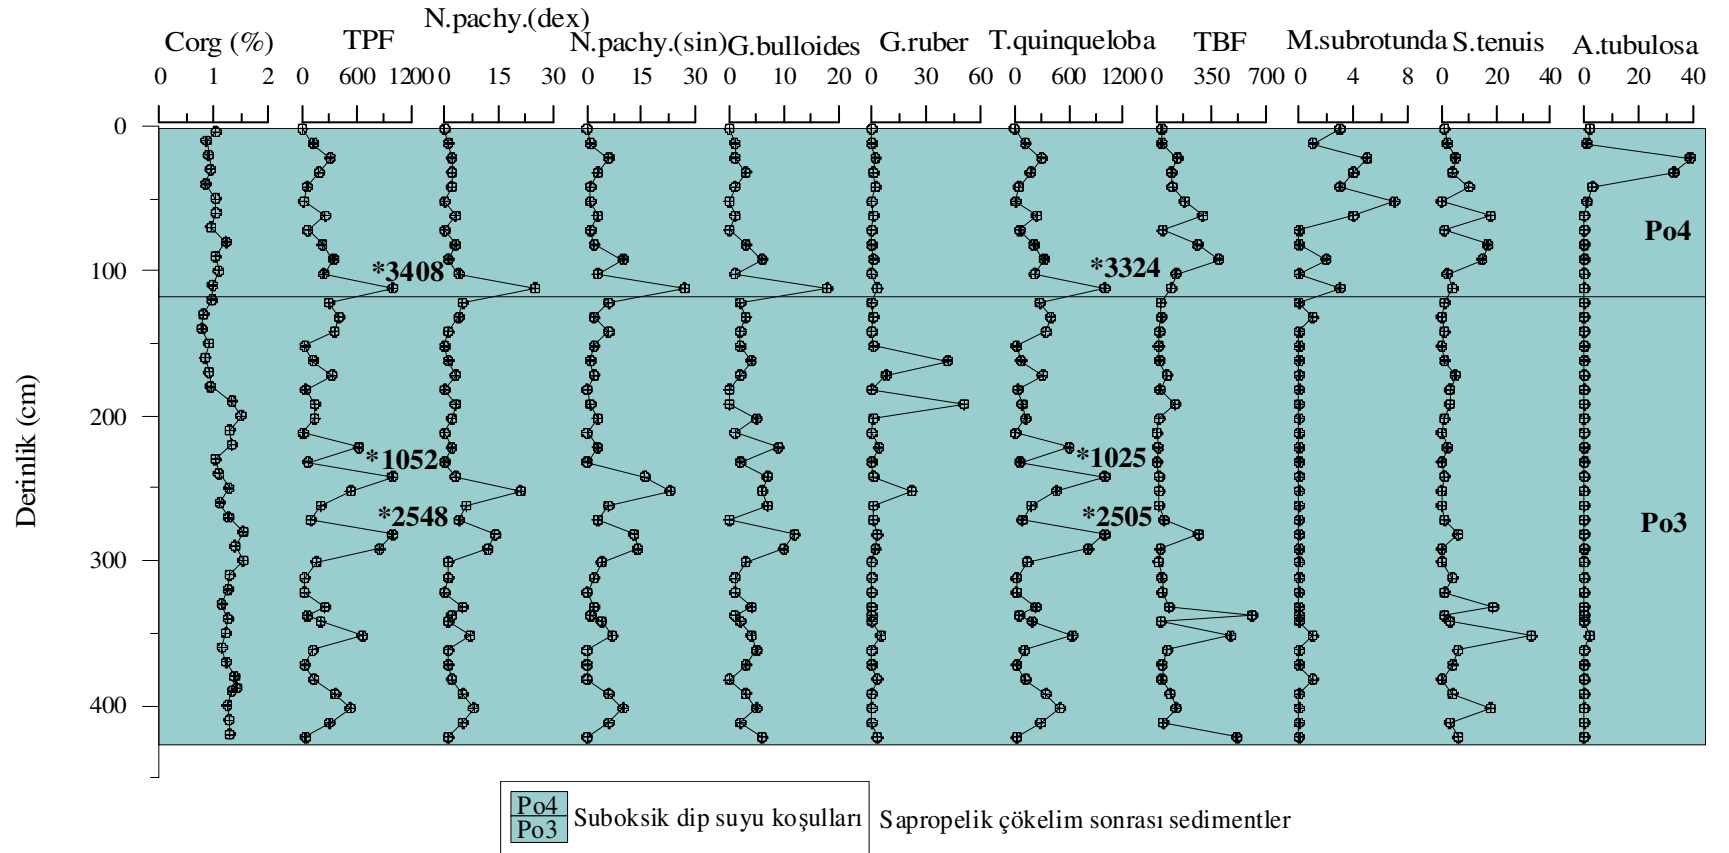 N.pachy.(dex)
Corg (%) TPF N.pachy.(sin) G.bulloides G.ruber T.quinqueloba TBF M.subrotunda S.tenuis A.tubulosa
0 1 2 0 600 1200 0 15 30 0 15 30 0 10 20 0 20 40 60 0 600 1200 0 350 700 0 4 8 0 20 40 0 20 40
0
Po4
*3408 *3324
100
200
*1052 *1025
*2548 *2505
Po3
300
400
Derinlik (cm)
Po4
Po3
Suboksik dip suyu koşulları
Sapropelik çökelim sonrası sedimentler